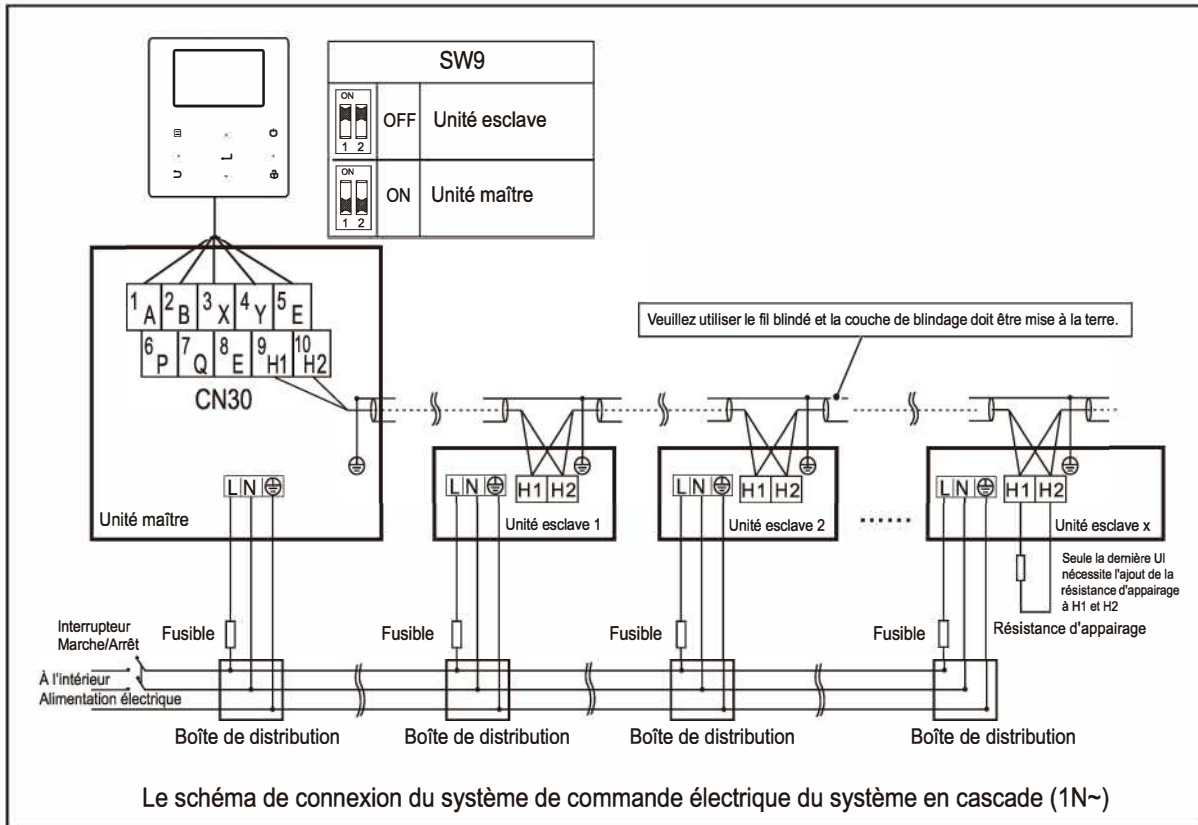 SW9
ON
1 2
OFF
Unité esclave
ON
1 2
ON
Unité maître
1 A 2 B 3 X 4 Y 5 E
6 P 7 Q 8 E 9 H1 10 H2
CN30
Veuillez utiliser le fil blindé et la couche de blindage doit être mise à la terre.
L N
Unité maître
L N
H1 H2
Unité esclave 1
L N
H1 H2
Unité esclave 2
......
L N
H1 H2
Unité esclave x
Seule la dernière UI
nécessite l'ajout de la
résistance d'appairage
à H1 et H2
Résistance d'appairage
Interrupteur
Marche/Arrêt
Fusible
Fusible
Fusible
Fusible
À l'intérieur
Alimentation électrique
Boîte de distribution
Boîte de distribution
Boîte de distribution
Boîte de distribution
Le schéma de connexion du système de commande électrique du système en cascade (1N~)